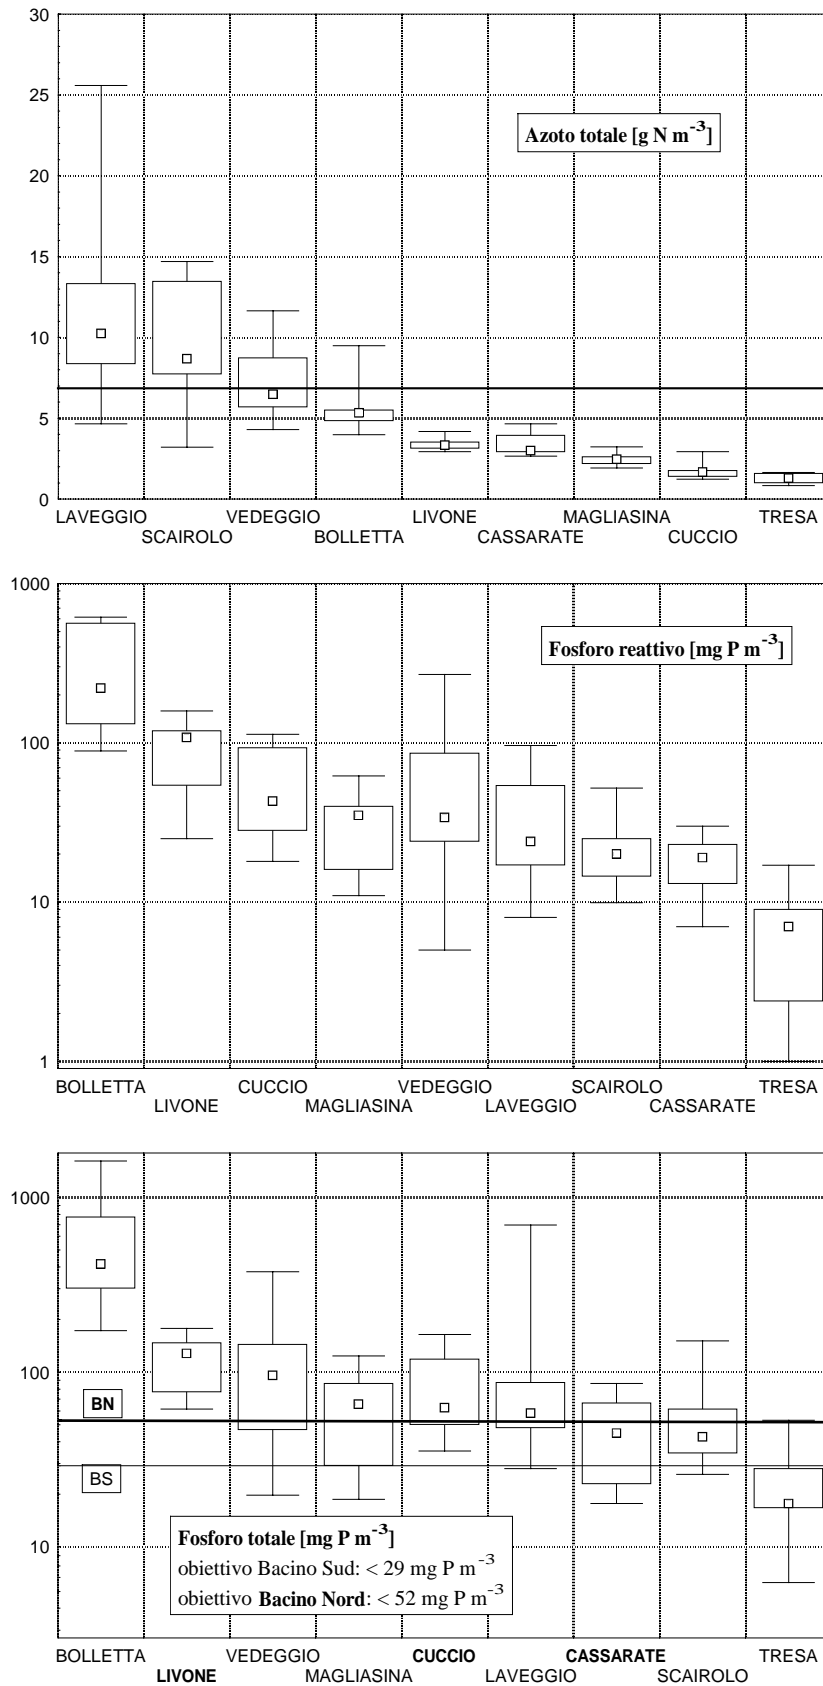 30
25
20
15
10
5
0
Azoto totale [g N m⁻³]
LAVEGGIO VEDEGGIO LIVONE MAGLIASINA TRESA
SCAIROLO BOLLETTA CASSARATE CUCCIO
1000
100
10
1
Fosforo reattivo [mg P m⁻³]
BOLLETTA CUCCIO VEDEGGIO SCAIROLO TRESA
LIVONE MAGLIASINA LAVEGGIO CASSARATE
1000
100
10
BN
BS
Fosforo totale [mg P m⁻³]
obiettivo Bacino Sud: < 29 mg P m⁻³
obiettivo Bacino Nord: < 52 mg P m⁻³
BOLLETTA VEDEGGIO CUCCIO CASSARATE TRESA
LIVONE MAGLIASINA LAVEGGIO SCAIROLO